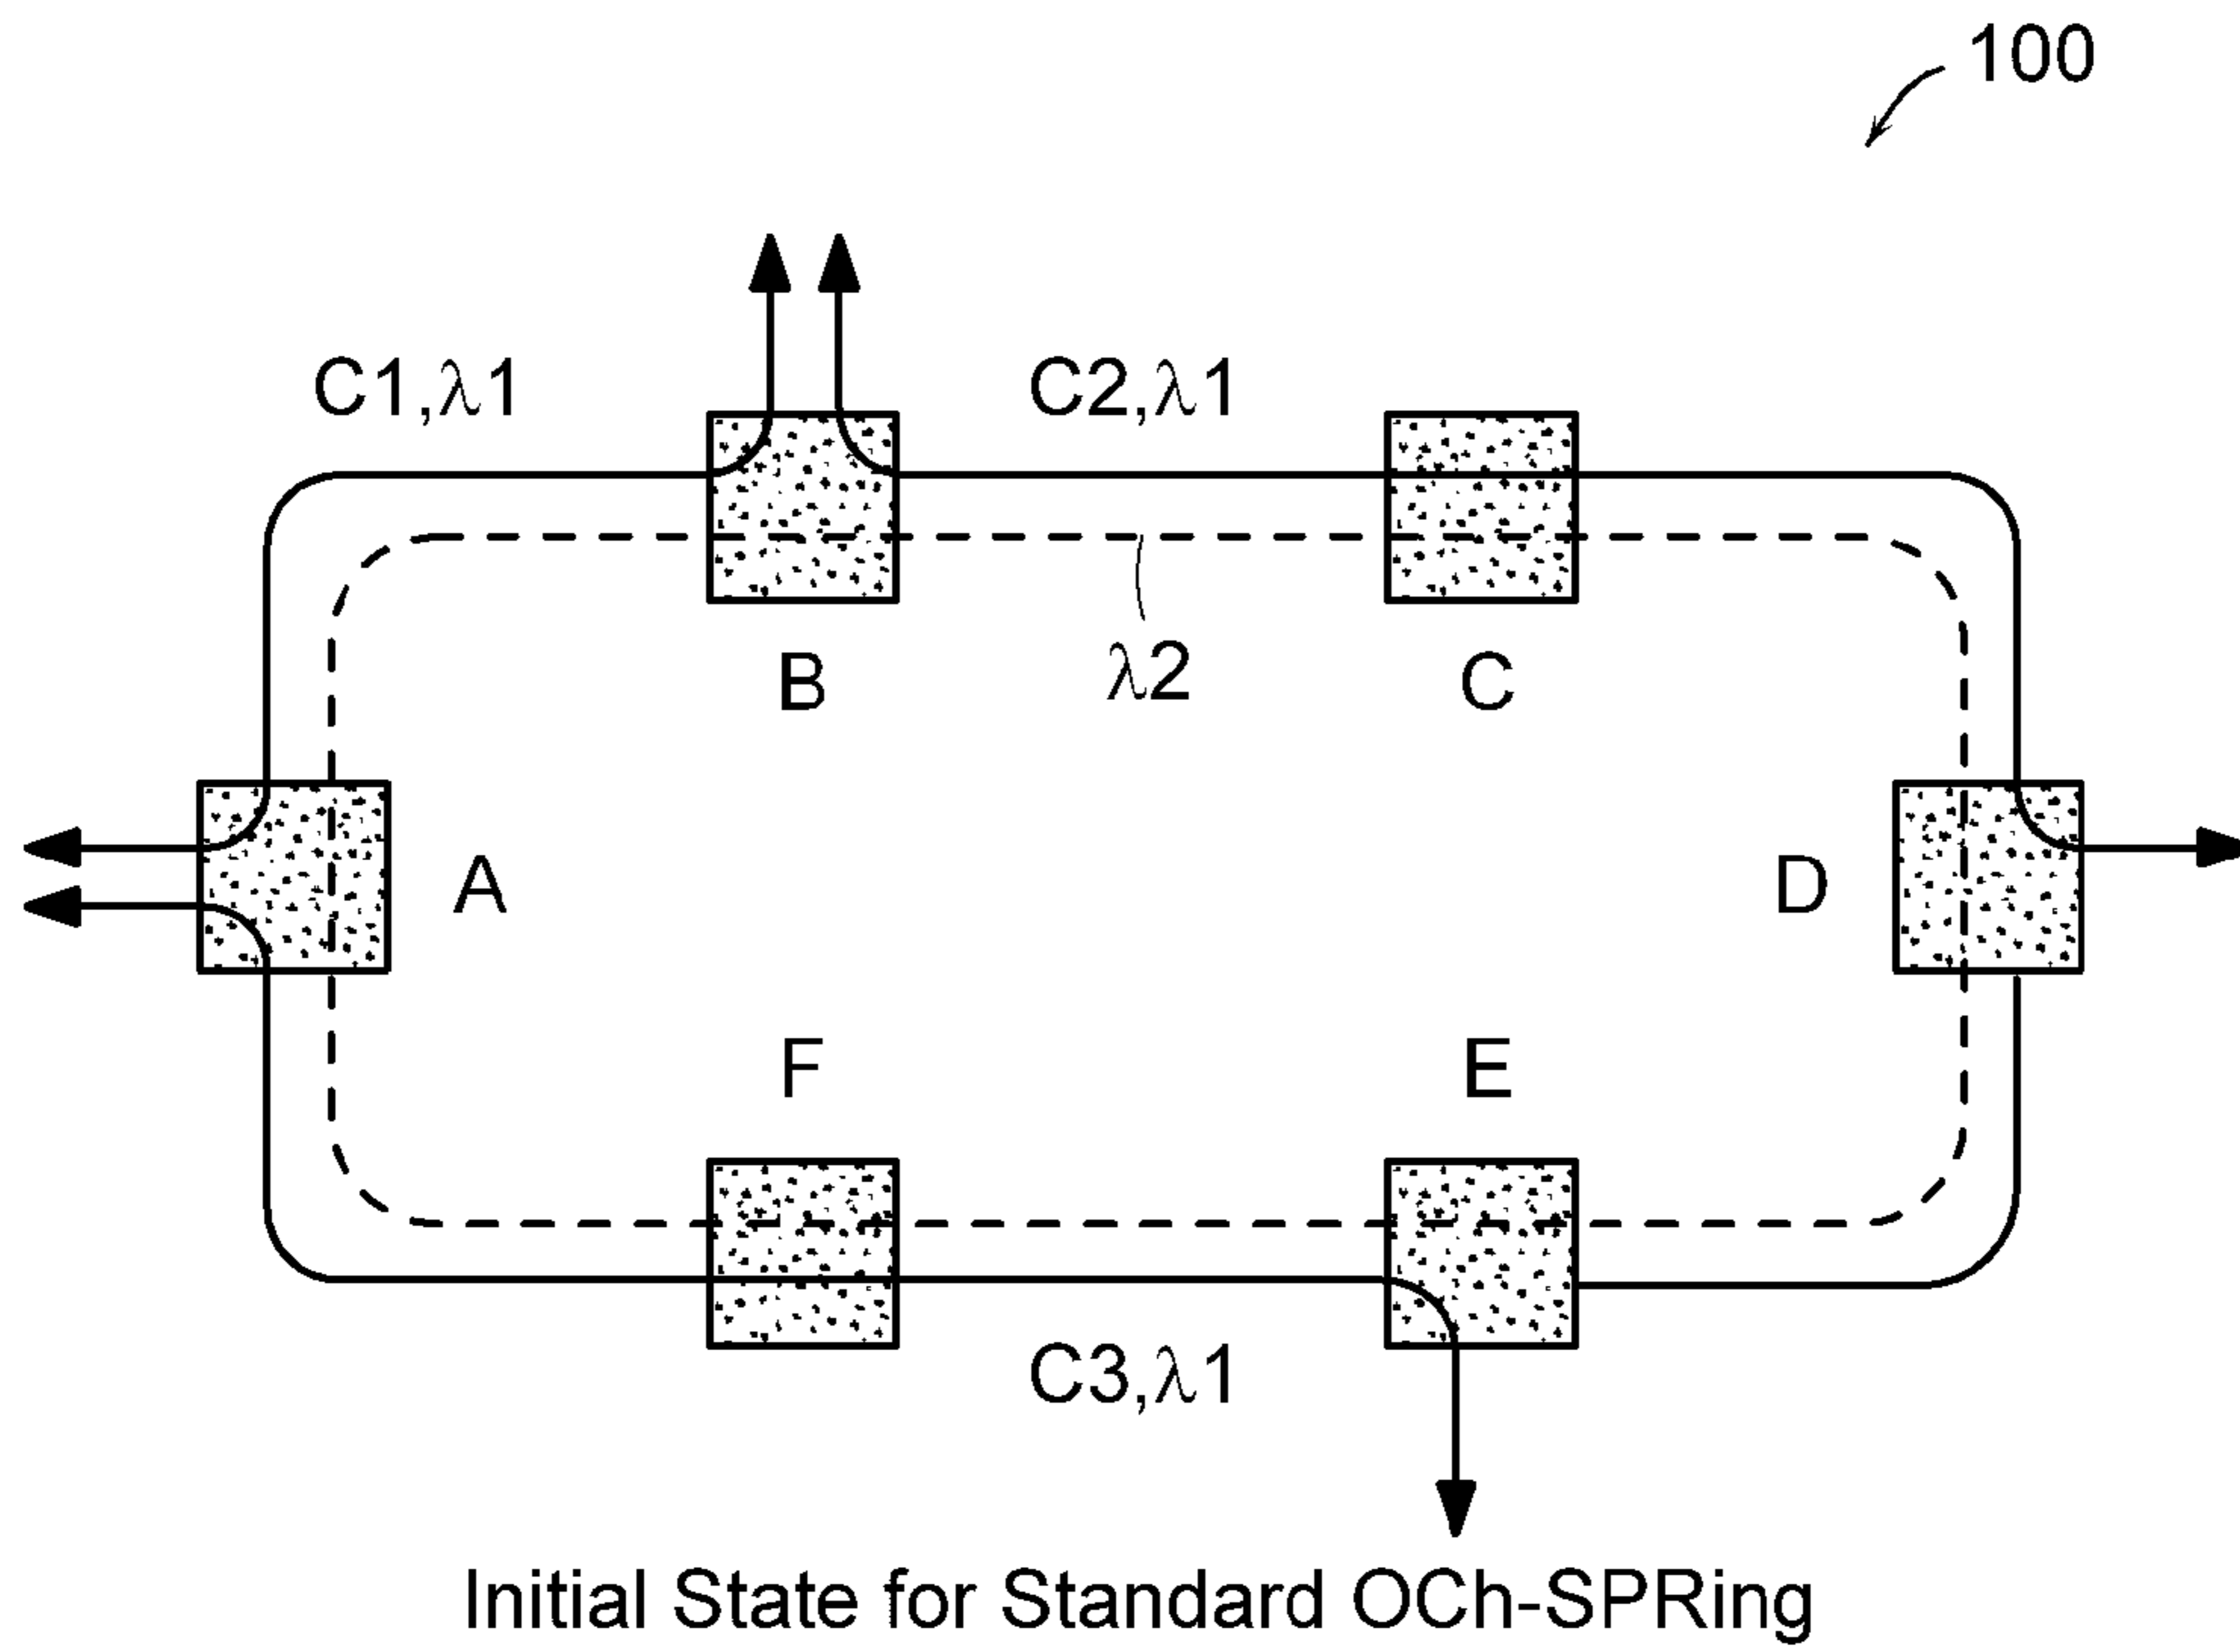 100
C1,λ1
C2,λ1
B
λ2
C
A
D
F
E
C3,λ1
Initial State for Standard OCh-SPRing